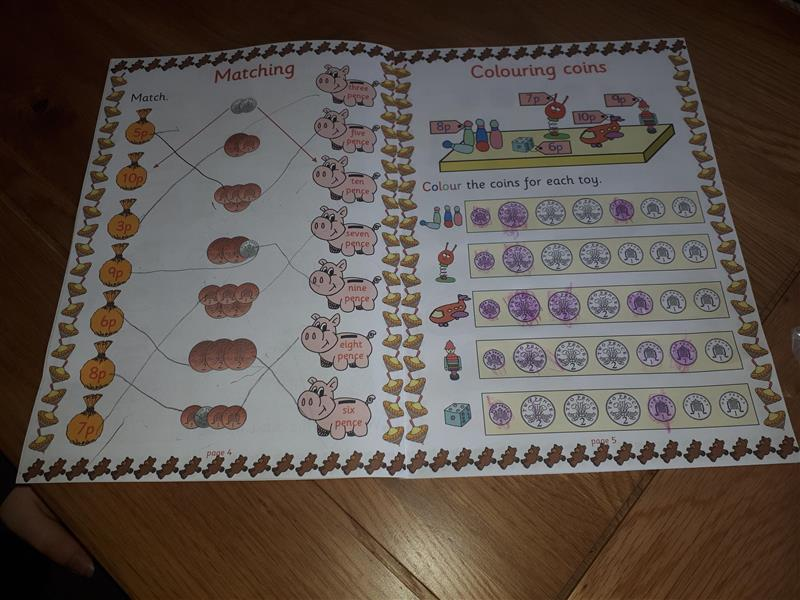 Matching
Match.
5p
10p
3p
9p
6p
8p
7p
three
pence
five
pence
ten
pence
seven
pence
nine
pence
eight
pence
six
pence
page 4
Colouring coins
8p
7p
9p
10p
6p
Colour the coins for each toy.
page 5